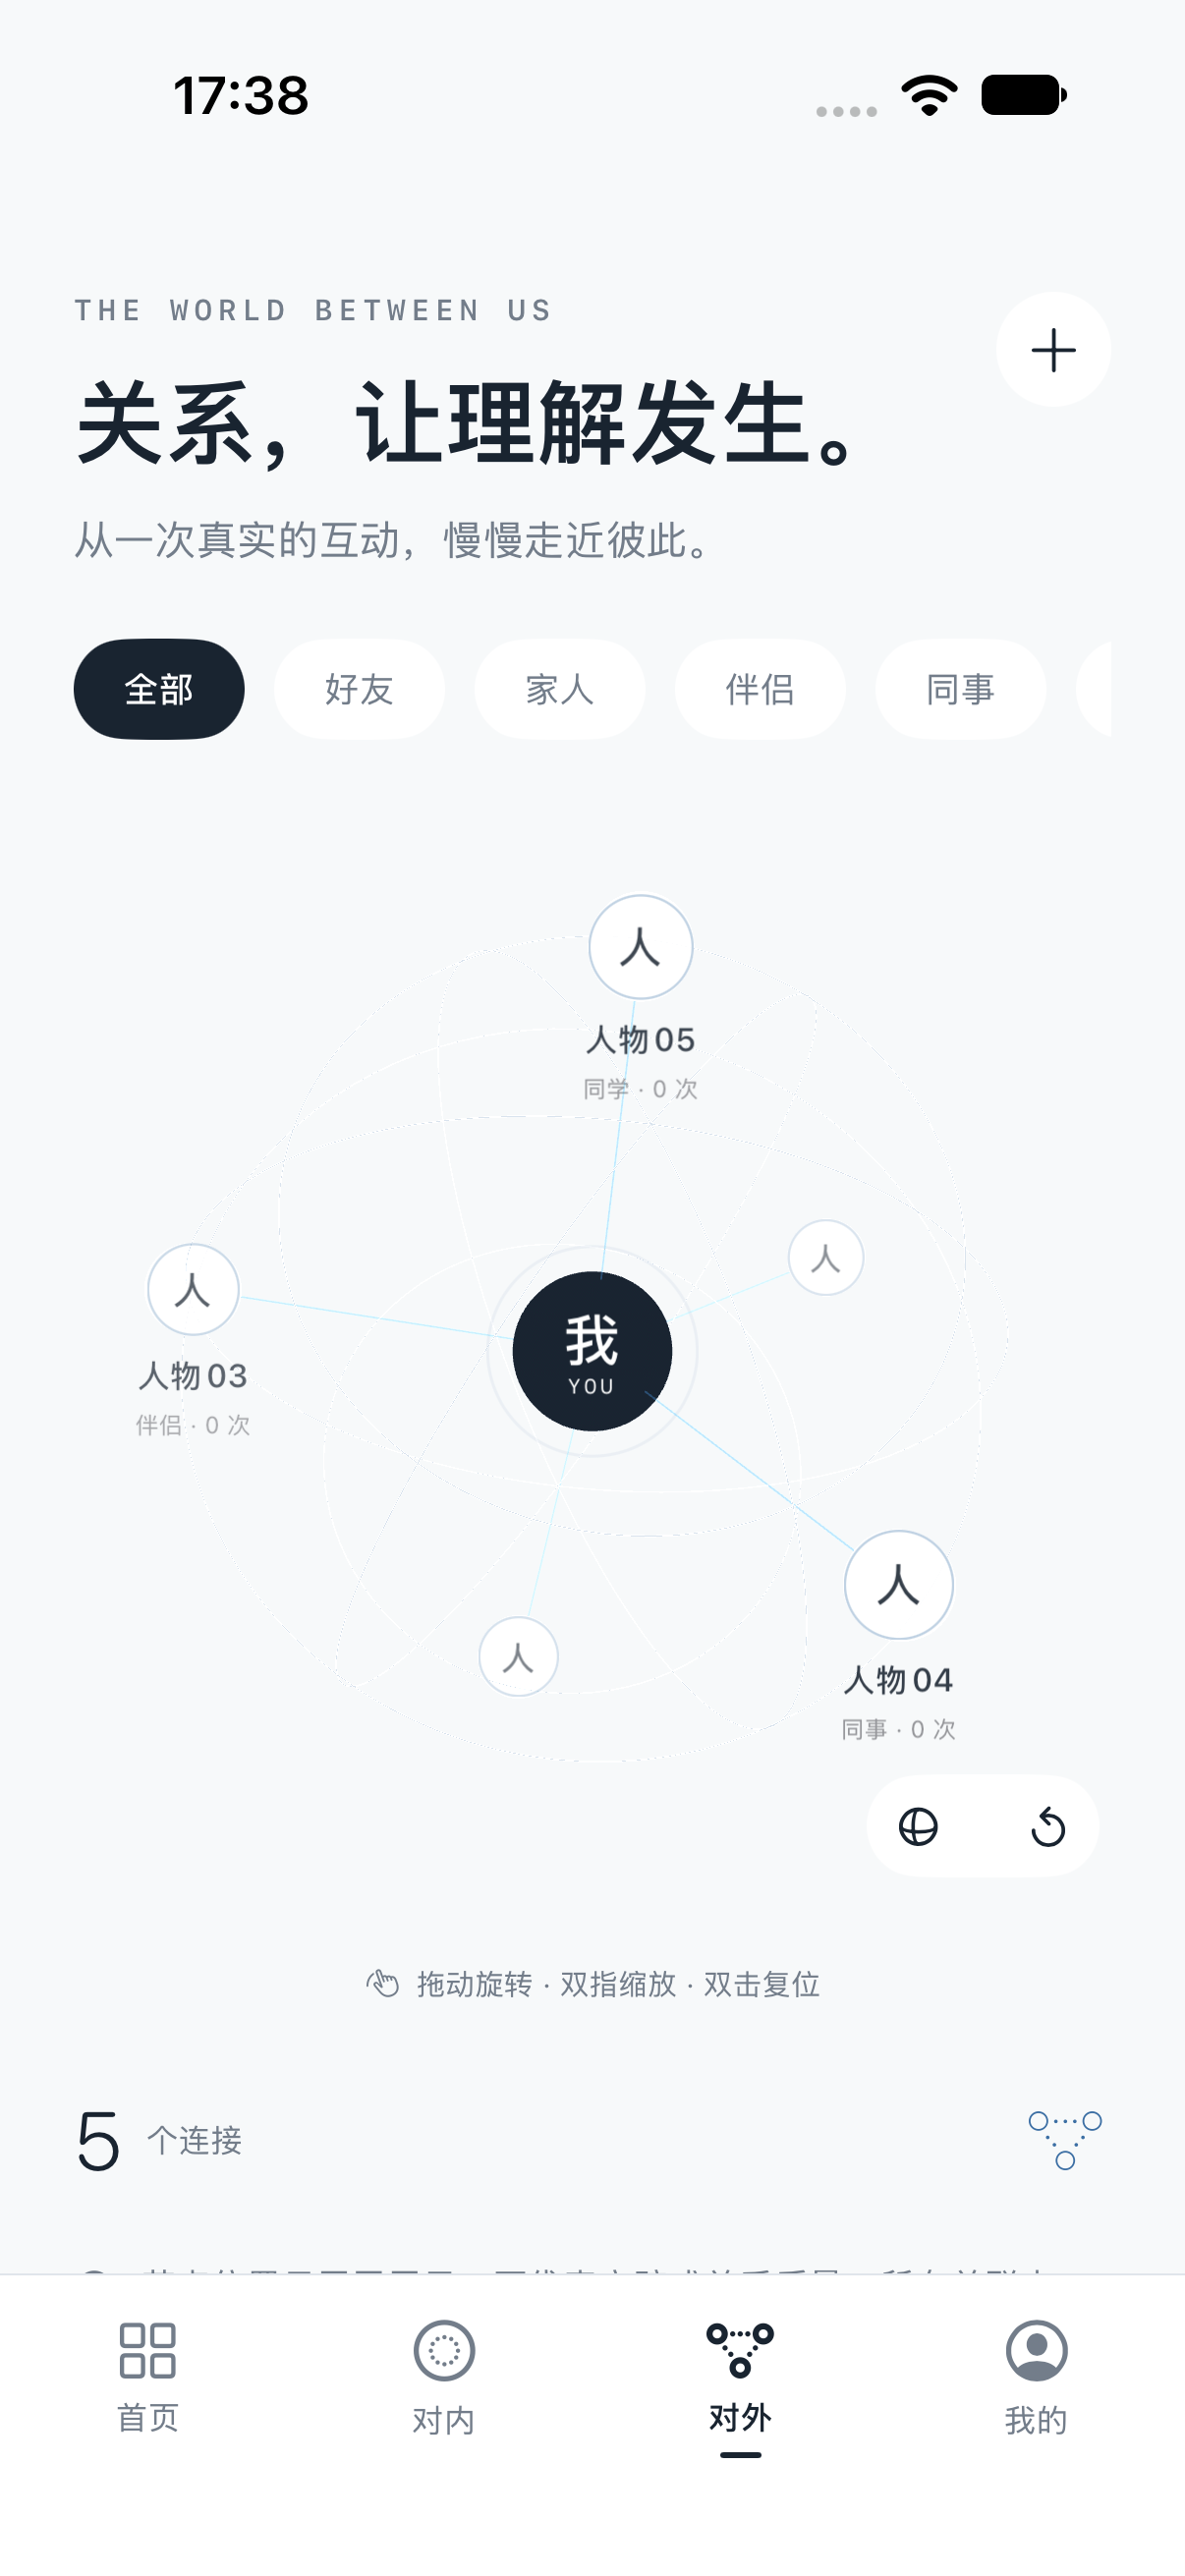 17:38
THE WORLD BETWEEN US
关系，让理解发生。
从一次真实的互动，慢慢走近彼此。
全部 好友 家人 伴侣 同事
人
人物05
同学 · 0 次
人
人
人物03
伴侣 · 0 次
我
YOU
人
人
人物04
同事 · 0 次
拖动旋转 · 双指缩放 · 双击复位
5 个连接
首页 对内 对外 我的